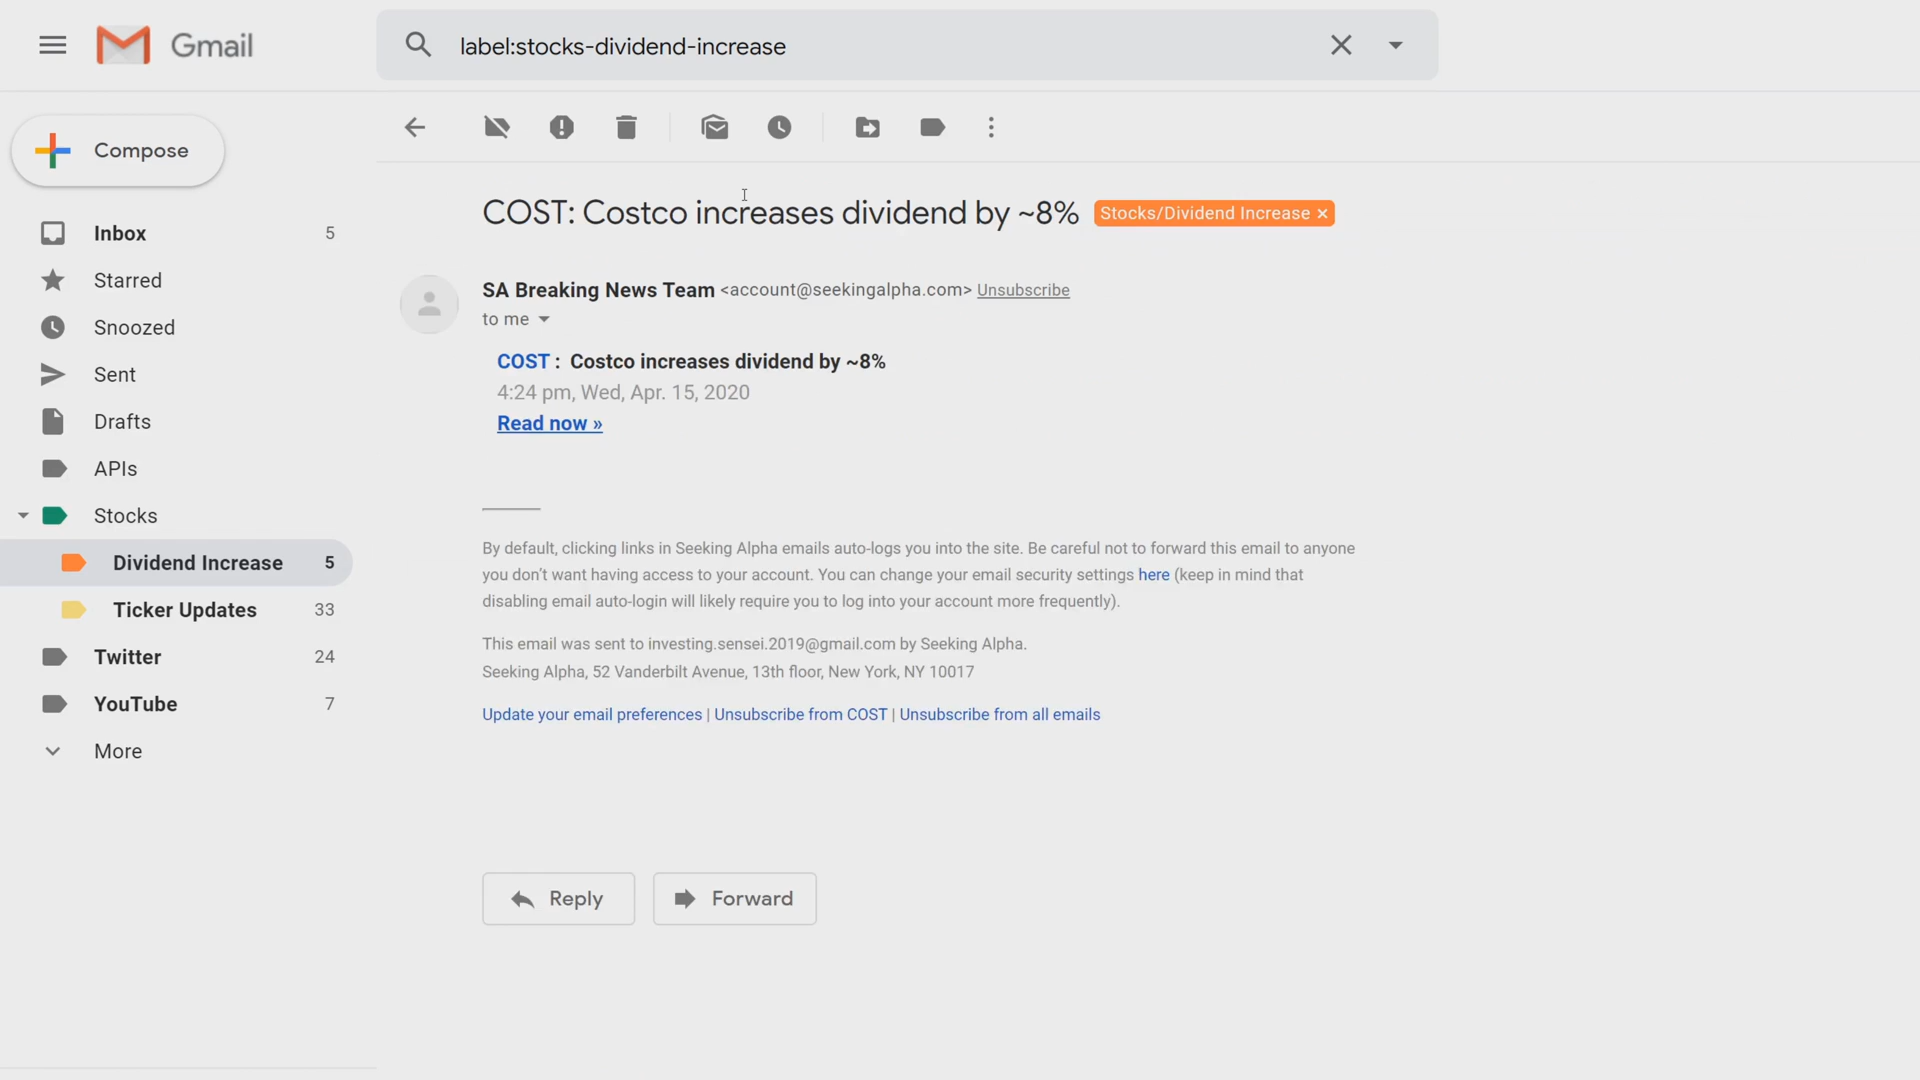 Gmail
label:stocks-dividend-increase
Compose
Inbox 5
Starred
Snoozed
Sent
Drafts
APIs
Stocks
Dividend Increase 5
Ticker Updates 33
Twitter 24
YouTube 7
More
COST: Costco increases dividend by ~8% Stocks/Dividend Increase ×
SA Breaking News Team <account@seekingalpha.com> Unsubscribe
to me
COST : Costco increases dividend by ~8%
4:24 pm, Wed, Apr. 15, 2020
Read now »
By default, clicking links in Seeking Alpha emails auto-logs you into the site. Be careful not to forward this email to anyone
you don't want having access to your account. You can change your email security settings here (keep in mind that
disabling email auto-login will likely require you to log into your account more frequently).
This email was sent to investing.sensei.2019@gmail.com by Seeking Alpha.
Seeking Alpha, 52 Vanderbilt Avenue, 13th floor, New York, NY 10017
Update your email preferences | Unsubscribe from COST | Unsubscribe from all emails
Reply
Forward